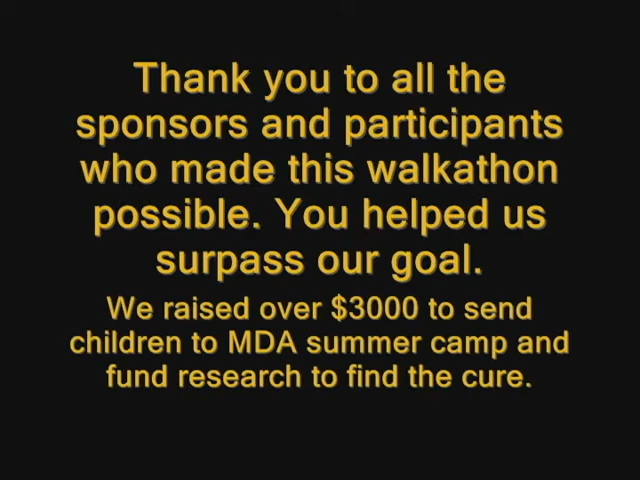 Thank you to all the
sponsors and participants
who made this walkathon
possible. You helped us
surpass our goal.
We raised over $3000 to send
children to MDA summer camp and
fund research to find the cure.